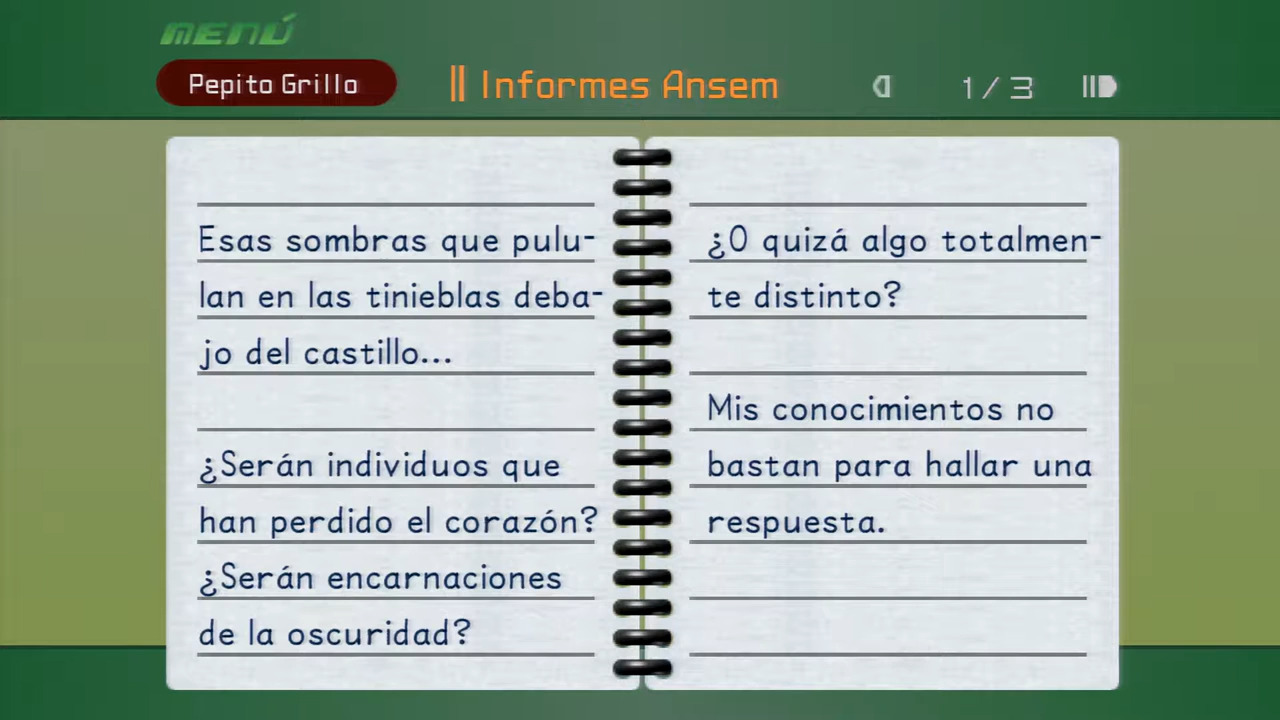 MENÚ
Pepito Grillo
Informes Ansem
1/3
Esas sombras que pulu-
lan en las tinieblas deba-
jo del castillo...
¿Serán individuos que
han perdido el corazón?
¿Serán encarnaciones
de la oscuridad?
¿O quizá algo totalmen-
te distinto?
Mis conocimientos no
bastan para hallar una
respuesta.